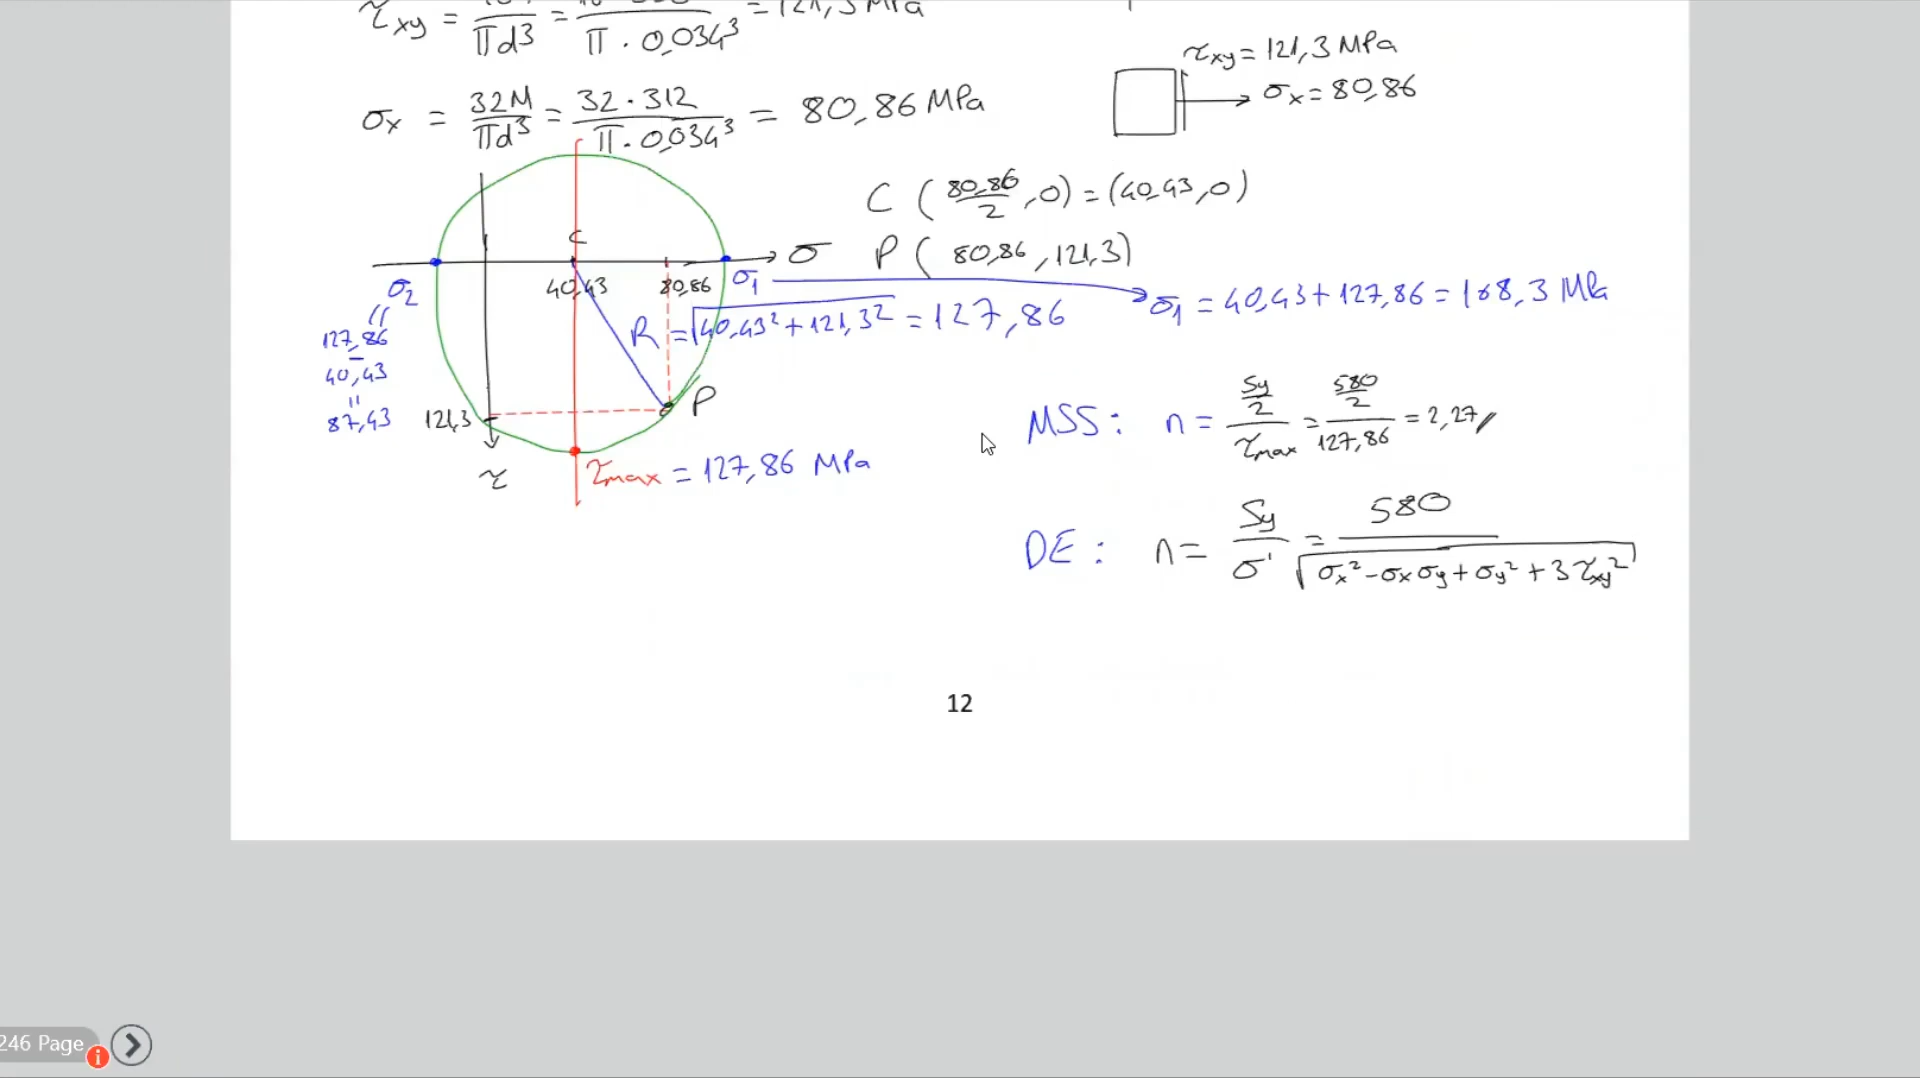 τxy = 16T/πd³ = /π · 0,034³ = 121,3 MPa
τxy = 121,3 MPa
σx = 80,86
σx = 32M/πd³ = 32 · 312/π · 0,034³ = 80,86 MPa
C ( 80,86/2 , 0) = (40,43, 0)
C
σ
P ( 80,86 , 121,3)
σ2
40,43
80,86
σ1
σ1 = 40,43 + 127,86 = 168,3 MPa
R = √40,43² + 121,3² = 127,86
=
127,86
-
40,43
=
87,43
121,3
P
MSS : n = Sy/2 / τmax = 580/2 / 127,86 = 2,27
τ
τmax = 127,86 MPa
DE : n = Sy/σ' = 580/√σx² - σxσy + σy² + 3τxy²
12
246 Page